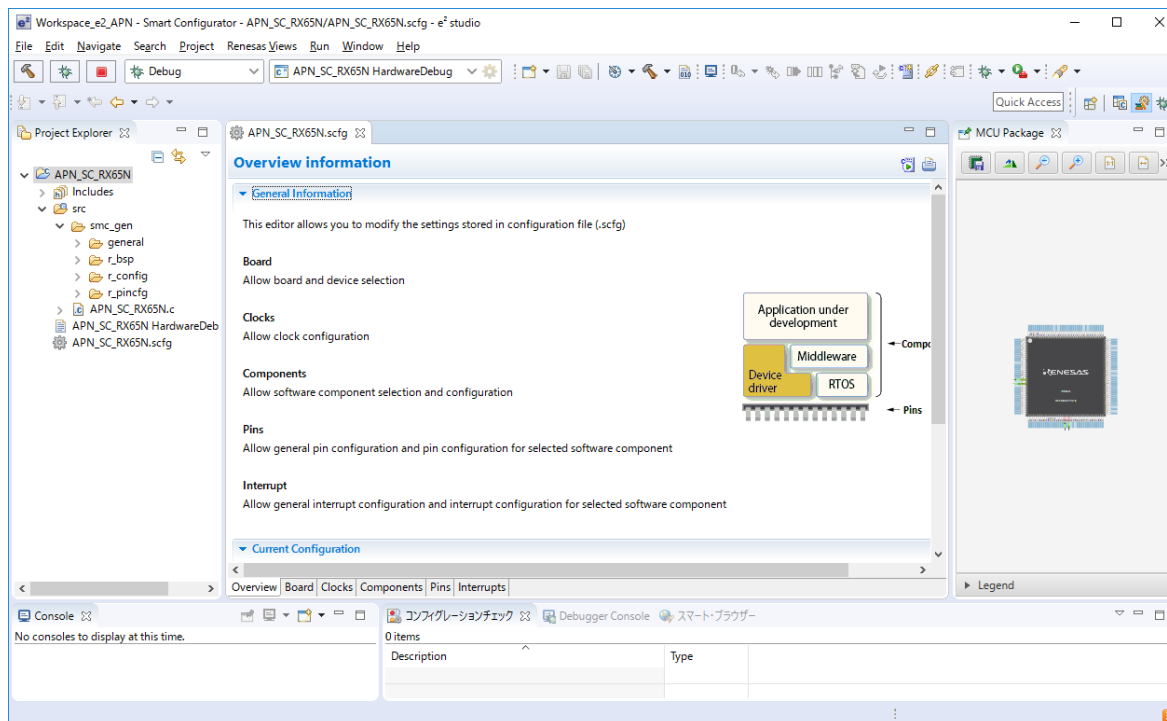 Workspace_e2_APN - Smart Configurator - APN_SC_RX65N/APN_SC_RX65N.scfg - e² studio
File Edit Navigate Search Project Renesas Views Run Window Help
Debug
APN_SC_RX65N HardwareDebug
Quick Access
Project Explorer
APN_SC_RX65N
Includes
src
smc_gen
general
r_bsp
r_config
r_pincfg
APN_SC_RX65N.c
APN_SC_RX65N HardwareDeb
APN_SC_RX65N.scfg
APN_SC_RX65N.scfg
Overview information
General Information
This editor allows you to modify the settings stored in configuration file (.scfg)
Board
Allow board and device selection
Clocks
Allow clock configuration
Components
Allow software component selection and configuration
Pins
Allow general pin configuration and pin configuration for selected software component
Interrupt
Allow general interrupt configuration and interrupt configuration for selected software component
Application under
development
Middleware
Device
driver
RTOS
Compo
Pins
Current Configuration
Overview Board Clocks Components Pins Interrupts
MCU Package
RENESAS
Legend
Console
No consoles to display at this time.
コンフィグレーションチェック Debugger Console スマート・ブラウザー
0 items
Description Type